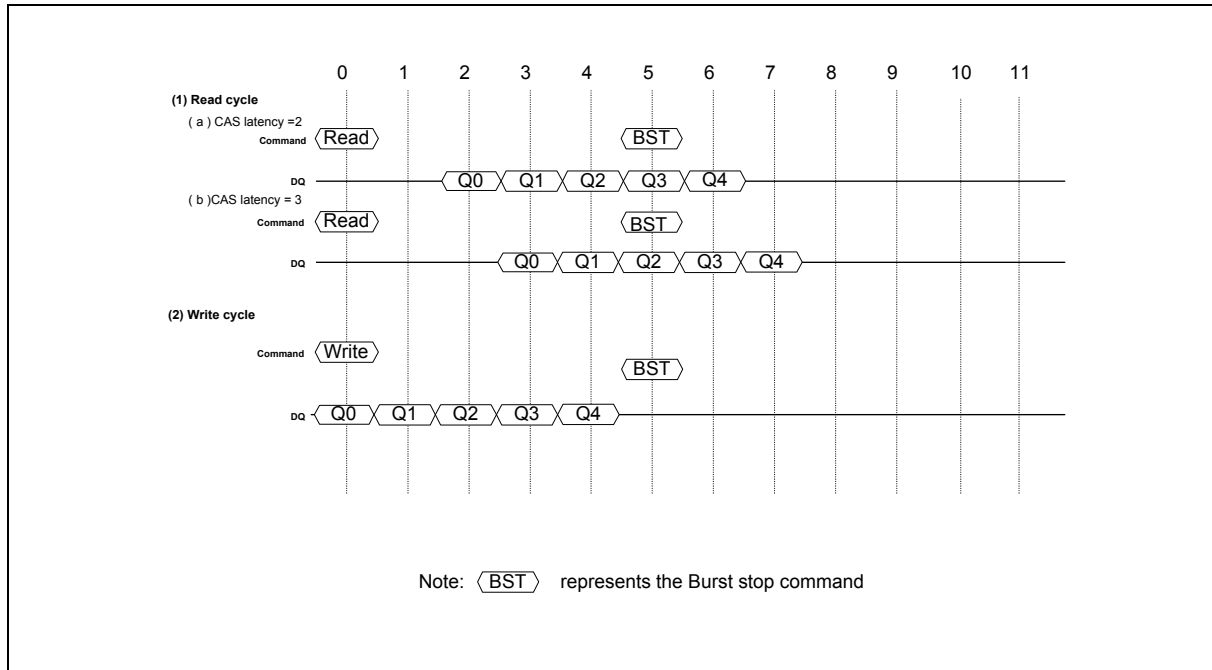 0 1 2 3 4 5 6 7 8 9 10 11
(1) Read cycle
( a ) CAS latency =2
Command Read BST
DQ Q0 Q1 Q2 Q3 Q4
( b )CAS latency = 3
Command Read BST
DQ Q0 Q1 Q2 Q3 Q4
(2) Write cycle
Command Write BST
DQ Q0 Q1 Q2 Q3 Q4
Note: BST represents the Burst stop command